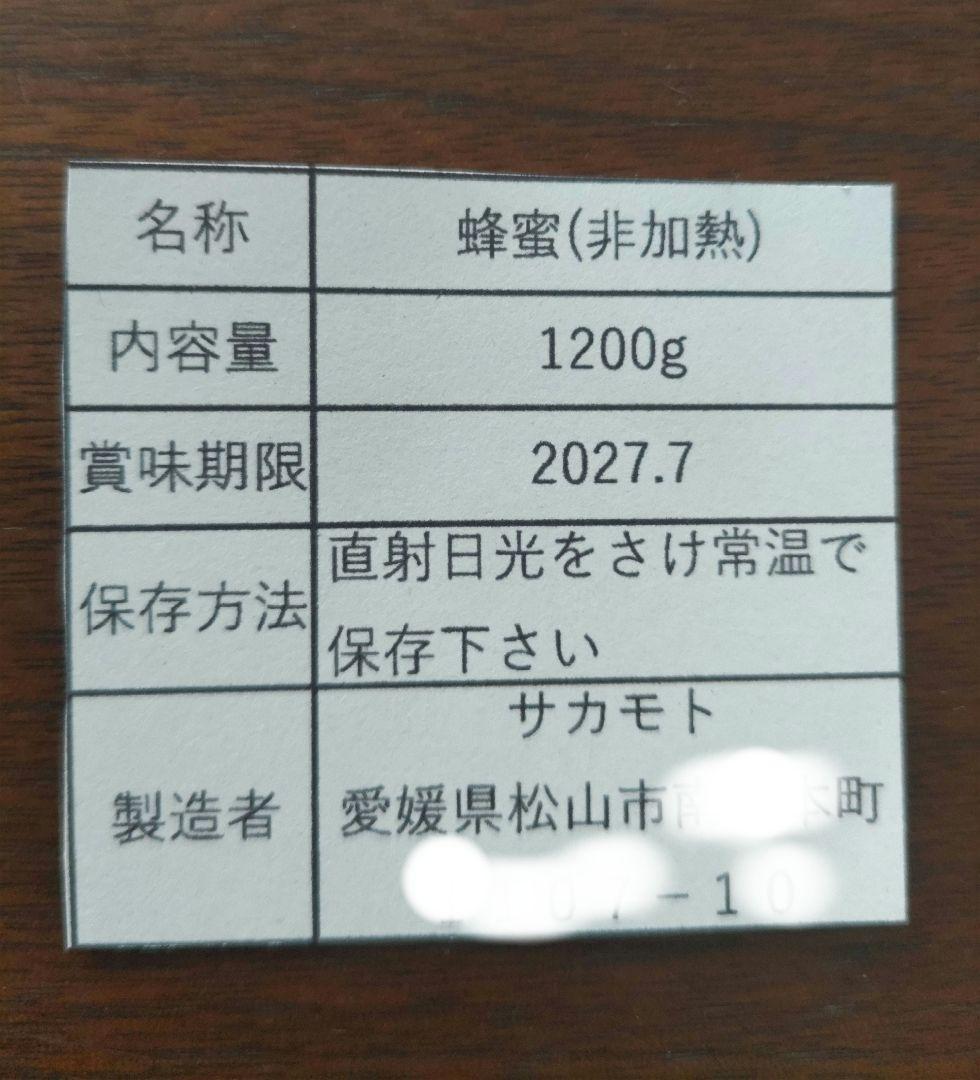 名称 蜂蜜(非加熱)
内容量 1200g
賞味期限 2027.7
保存方法 直射日光をさけ常温で
保存下さい
サカモト
製造者 愛媛県松山市 町
-1